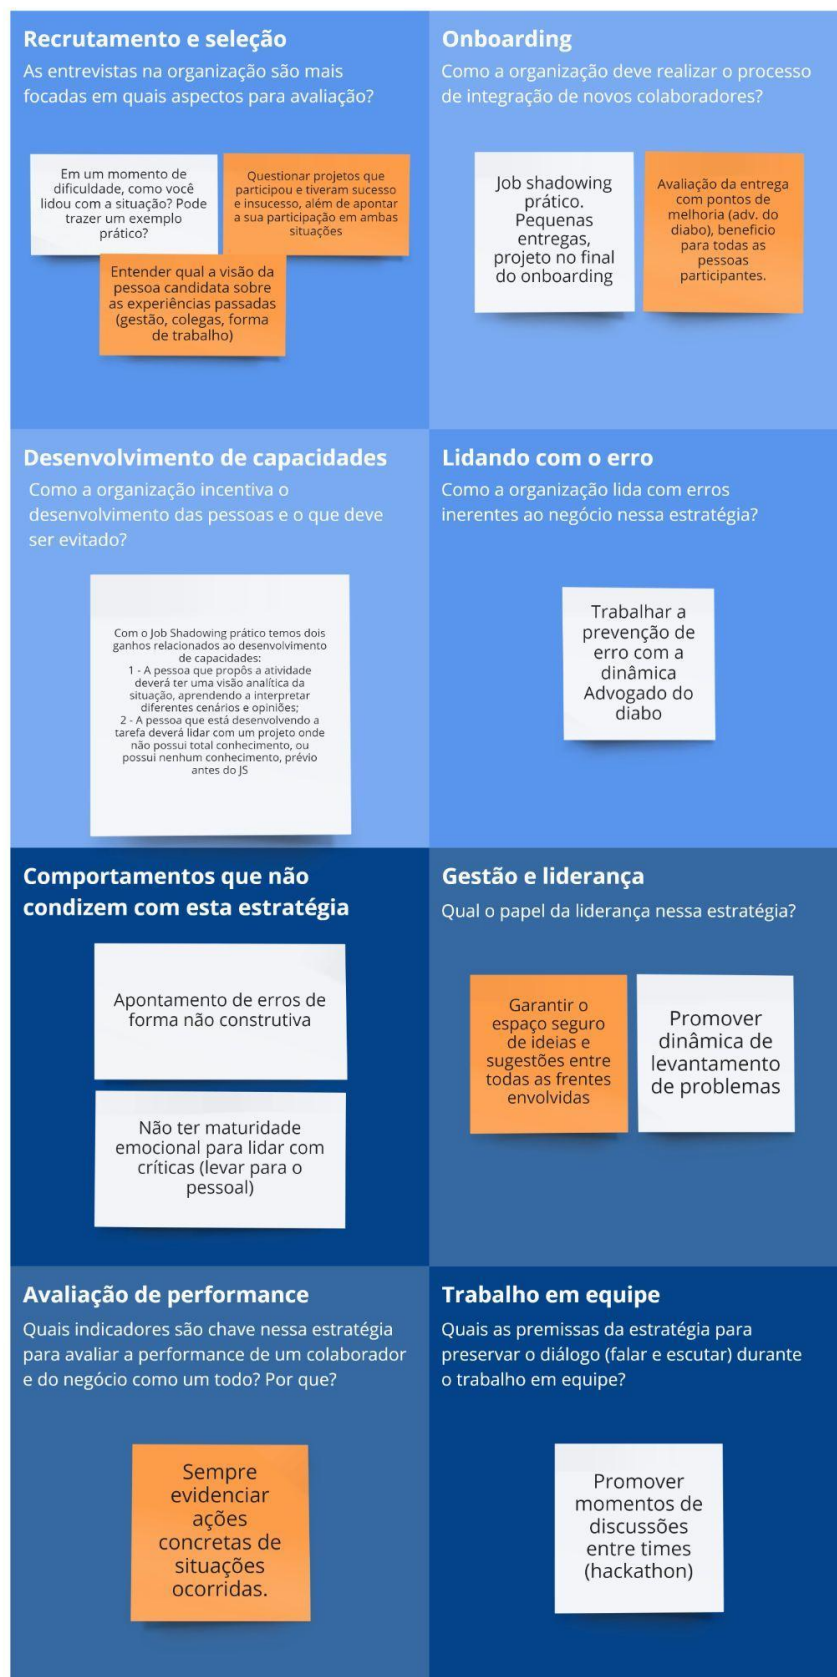 Recrutamento e seleção
As entrevistas na organização são mais
focadas em quais aspectos para avaliação?
Em um momento de
dificuldade, como você
lidou com a situação? Pode
trazer um exemplo
prático?
Questionar projetos que
participou e tiveram sucesso
e insucesso, além de apontar
a sua participação em ambas
situações
Entender qual a visão da
pessoa candidata sobre
as experiências passadas
(gestão, colegas, forma
de trabalho)
Onboarding
Como a organização deve realizar o processo
de integração de novos colaboradores?
Job shadowing
prático.
Pequenas
entregas,
projeto no final
do onboarding
Avaliação da entrega
com pontos de
melhoria (adv. do
diabo), beneficio
para todas as
pessoas
participantes.
Desenvolvimento de capacidades
Como a organização incentiva o
desenvolvimento das pessoas e o que deve
ser evitado?
Com o Job Shadowing prático temos dois
ganhos relacionados ao desenvolvimento
de capacidades:
1 - A pessoa que propôs a atividade
deverá ter uma visão analítica da
situação, aprendendo a interpretar
diferentes cenários e opiniões;
2 - A pessoa que está desenvolvendo a
tarefa deverá lidar com um projeto onde
não possui total conhecimento, ou
possui nenhum conhecimento, prévio
antes do JS
Lidando com o erro
Como a organização lida com erros
inerentes ao negócio nessa estratégia?
Trabalhar a
prevenção de
erro com a
dinâmica
Advogado do
diabo
Comportamentos que não
condizem com esta estratégia
Apontamento de erros de
forma não construtiva
Não ter maturidade
emocional para lidar com
críticas (levar para o
pessoal)
Gestão e liderança
Qual o papel da liderança nessa estratégia?
Garantir o
espaço seguro
de ideias e
sugestões entre
todas as frentes
envolvidas
Promover
dinâmica de
levantamento
de problemas
Avaliação de performance
Quais indicadores são chave nessa estratégia
para avaliar a performance de um colaborador
e do negócio como um todo? Por que?
Sempre
evidenciar
ações
concretas de
situações
ocorridas.
Trabalho em equipe
Quais as premissas da estratégia para
preservar o diálogo (falar e escutar) durante
o trabalho em equipe?
Promover
momentos de
discussões
entre times
(hackathon)